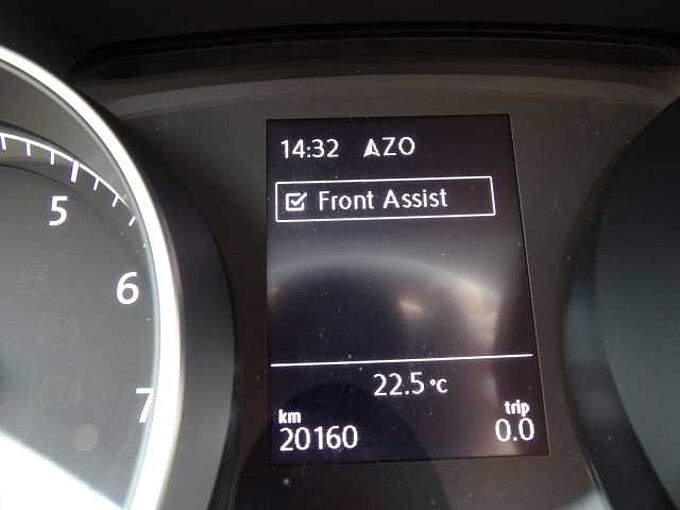 14:32 AZO
Front Assist
5
6
7
22.5 °C
km
trip
20160
0.0